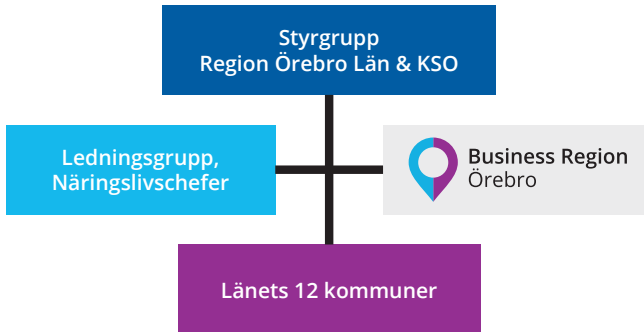 Styrgrupp
Region Örebro Län & KSO
Ledningsgrupp,
Näringslivschefer
Business Region
Örebro
Länets 12 kommuner